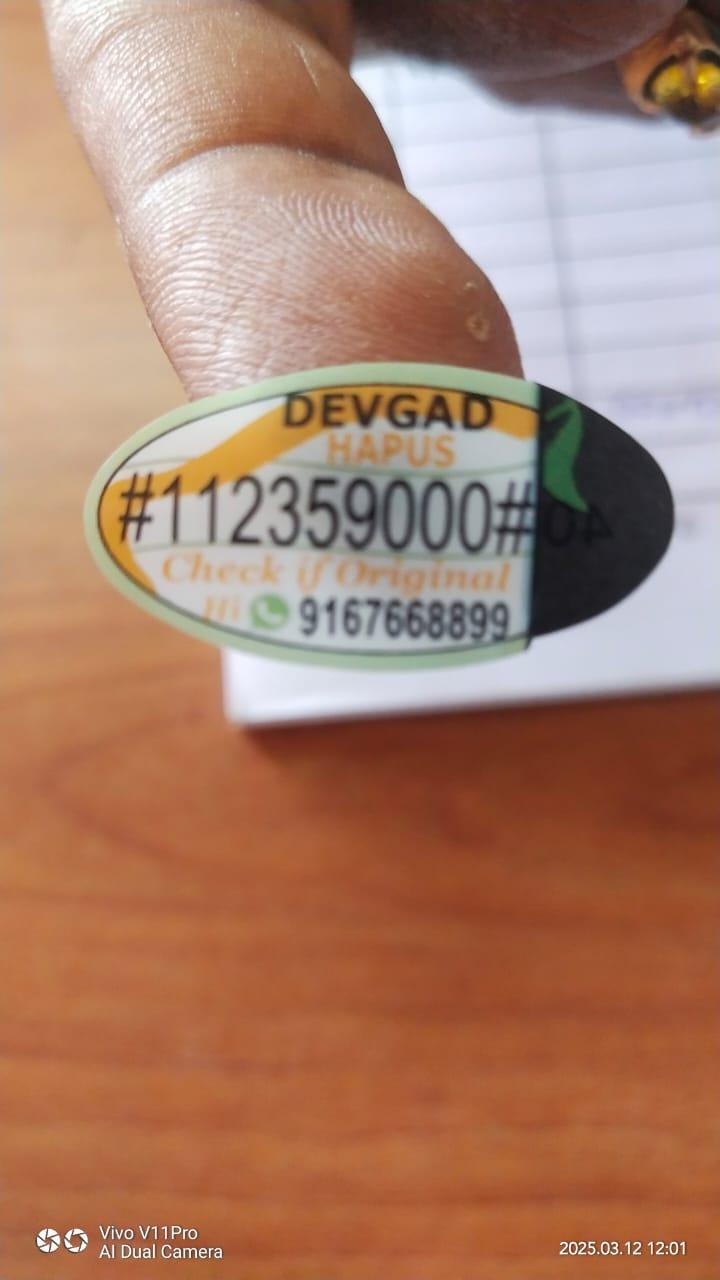 DEVGAD
HAPUS
#112359000#
Check if Original
Hi 9167668899
Vivo V11Pro
AI Dual Camera
2025.03.12 12:01